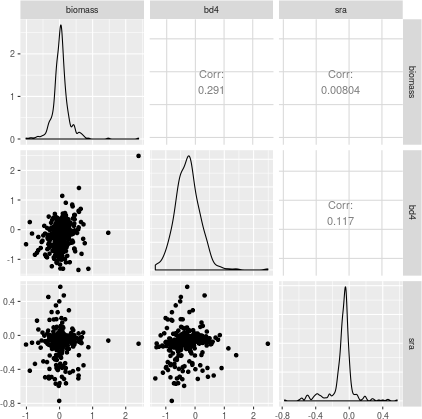 biomass bd4 sra
2
1
0
Corr:
0.291
Corr:
0.00804
biomass
2
1
0
-1
Corr:
0.117
bd4
0.4
0.0
-0.4
-0.8
sra
-1 0 1 2 -1 0 1 2 -0.8 -0.4 0.0 0.4